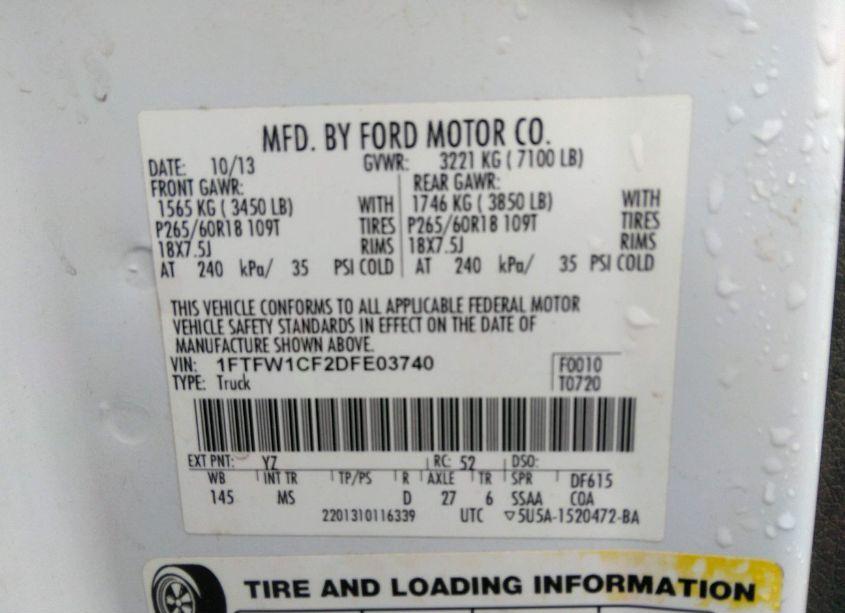 MFD. BY FORD MOTOR CO.
DATE: 10/13 GVWR: 3221 KG ( 7100 LB)
FRONT GAWR: REAR GAWR:
1565 KG ( 3450 LB) WITH 1746 KG ( 3850 LB) WITH
P265/60R18 109T TIRES P265/60R18 109T TIRES
18X7.5J RIMS 18X7.5J RIMS
AT 240 kPa/ 35 PSI COLD AT 240 kPa/ 35 PSI COLD
THIS VEHICLE CONFORMS TO ALL APPLICABLE FEDERAL MOTOR
VEHICLE SAFETY STANDARDS IN EFFECT ON THE DATE OF
MANUFACTURE SHOWN ABOVE.
VIN: 1FTFW1CF2DFE03740 F0010
TYPE: Truck T0720
EXT PNT: YZ RC: 52 DSO:
WB INT TR TP/PS R AXLE TR SPR DF615
145 MS D 27 6 SSAA COA
2201310116339 UTC ▽5U5A-1520472-BA
TIRE AND LOADING INFORMATION